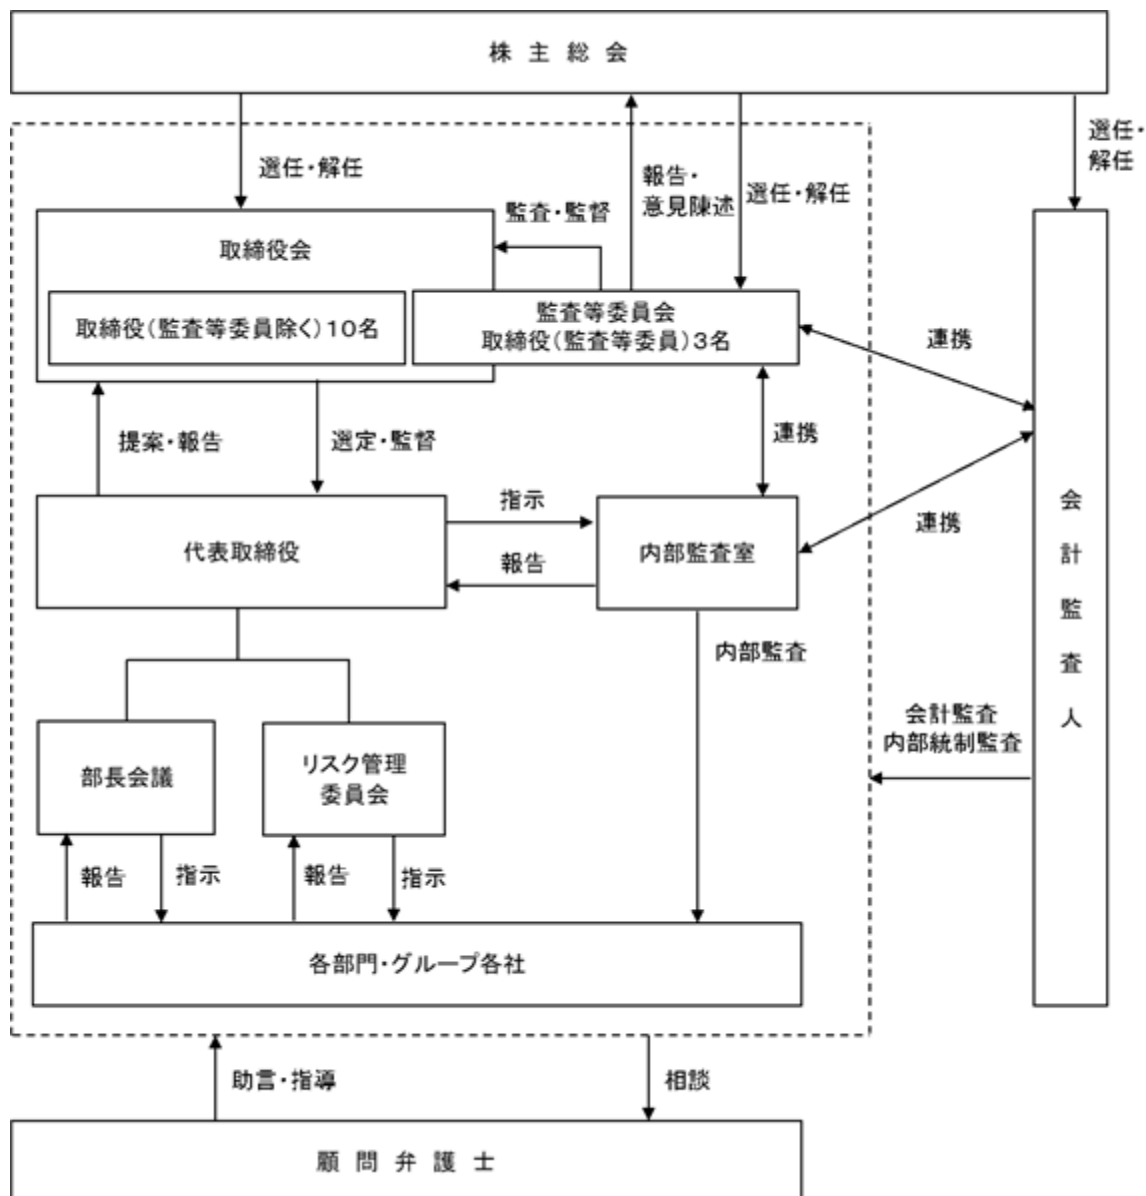 株主総会
選任・解任
報告・
意見陳述
選任・解任
選任・
解任
監査・監督
取締役会
取締役(監査等委員除く)10名
監査等委員会
取締役(監査等委員)3名
連携
提案・報告
選定・監督
連携
代表取締役
指示
報告
内部監査室
連携
会計監査人
内部監査
会計監査
内部統制監査
部長会議
リスク管理
委員会
報告
指示
報告
指示
各部門・グループ各社
助言・指導
相談
顧問弁護士